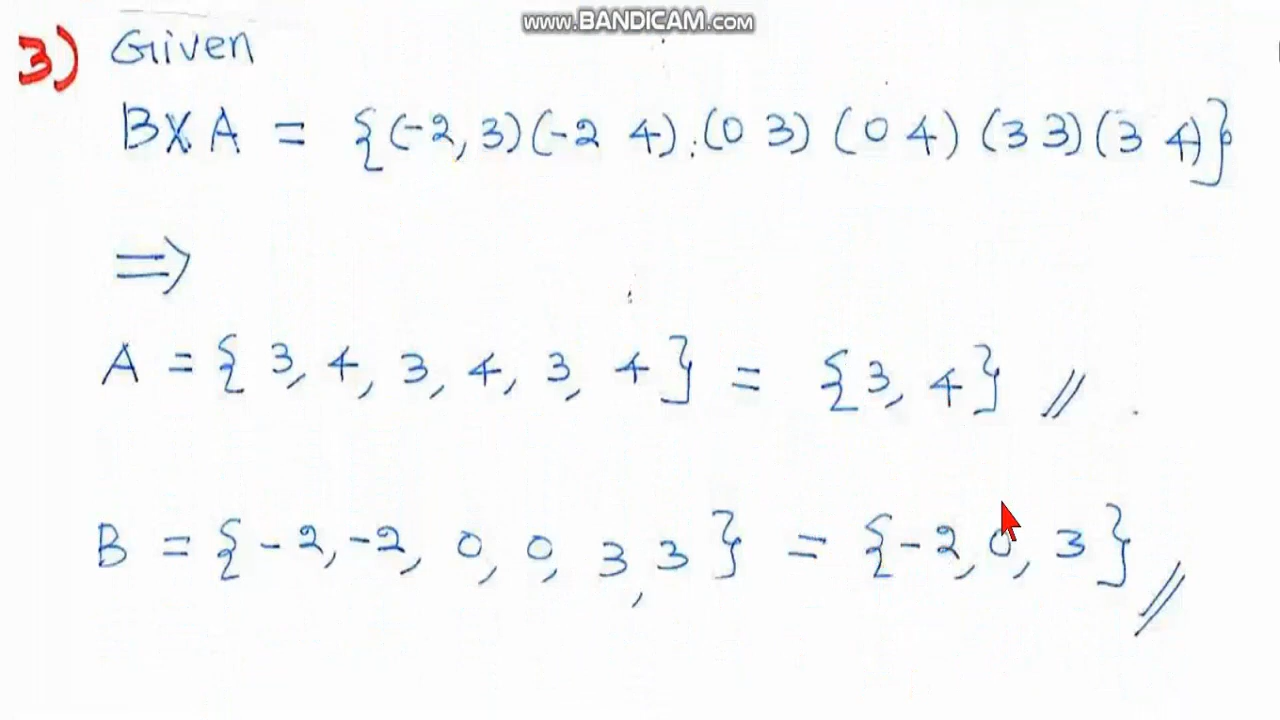 WWW.BANDICAM.COM
3) Given
B X A = {(-2, 3) (-2 4) . (0 3) (0 4) (3 3) (3 4)}
⇒
A = { 3, 4, 3, 4, 3, 4 } = {3, 4} //
B = {-2, -2, 0, 0, 3, 3 } = {-2, 0, 3} //